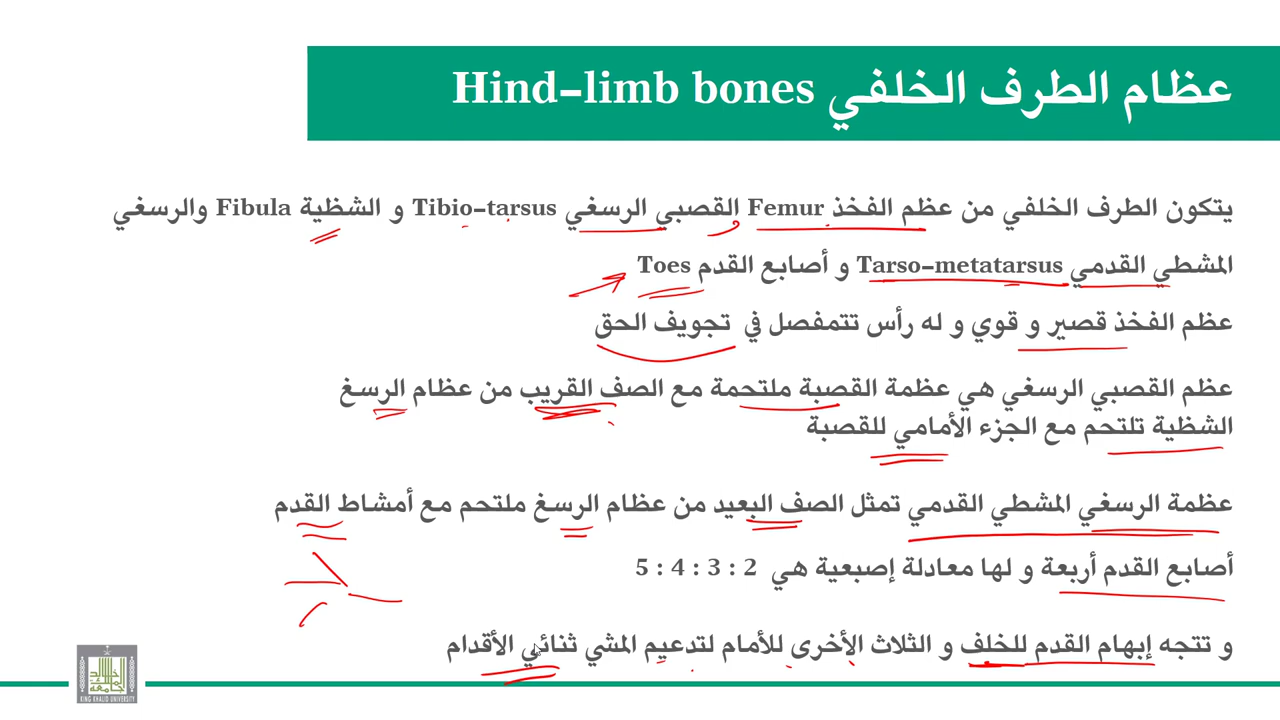 عظام الطرف الخلفي Hind-limb bones
يتكون الطرف الخلفي من عظم الفخذ Femur القصبي الرسغي Tibio-tarsus و الشظية Fibula والرسغي
المشطي القدمي Tarso-metatarsus و أصابع القدم Toes
عظم الفخذ قصير و قوي و له رأس تتمفصل في تجويف الحق
عظم القصبي الرسغي هي عظمة القصبة ملتحمة مع الصف القريب من عظام الرسغ
الشظية تلتحم مع الجزء الأمامي للقصبة
عظمة الرسغي المشطي القدمي تمثل الصف البعيد من عظام الرسغ ملتحم مع أمشاط القدم
أصابع القدم أربعة و لها معادلة إصبعية هي 2 : 3 : 4 : 5
و تتجه إبهام القدم للخلف و الثلاث الأخرى للأمام لتدعيم المشي ثنائي الأقدام
KING KHALID UNIVERSITY